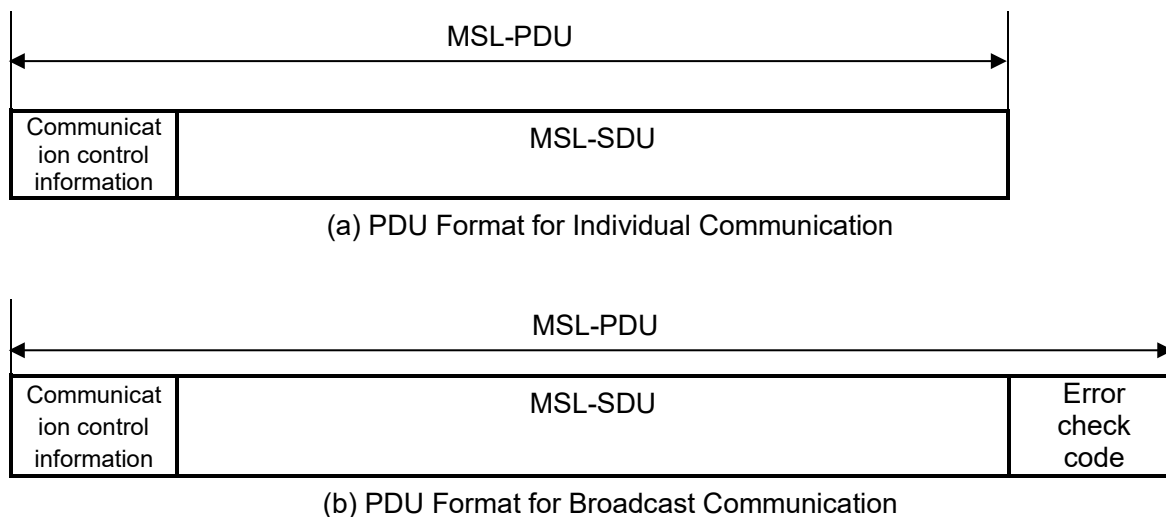 MSL-PDU
Communicat
ion control
information
MSL-SDU
(a) PDU Format for Individual Communication
MSL-PDU
Communicat
ion control
information
MSL-SDU
Error
check
code
(b) PDU Format for Broadcast Communication